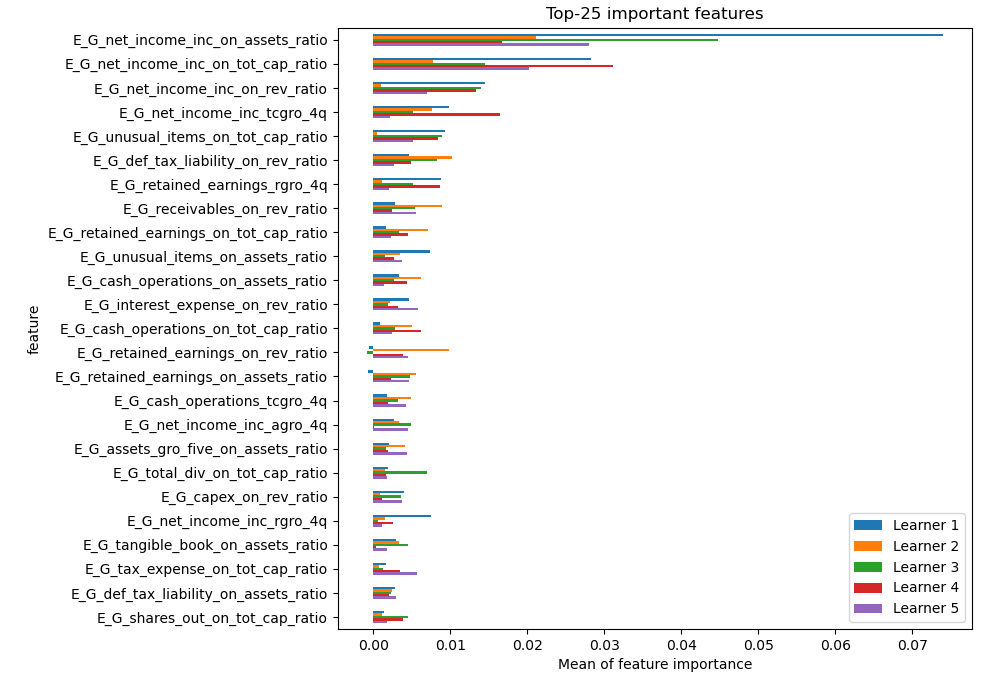 Top-25 important features
E_G_net_income_inc_on_assets_ratio
E_G_net_income_inc_on_tot_cap_ratio
E_G_net_income_inc_on_rev_ratio
E_G_net_income_inc_tcgro_4q
E_G_unusual_items_on_tot_cap_ratio
E_G_def_tax_liability_on_rev_ratio
E_G_retained_earnings_rgro_4q
E_G_receivables_on_rev_ratio
E_G_retained_earnings_on_tot_cap_ratio
E_G_unusual_items_on_assets_ratio
E_G_cash_operations_on_assets_ratio
E_G_interest_expense_on_rev_ratio
E_G_cash_operations_on_tot_cap_ratio
E_G_retained_earnings_on_rev_ratio
E_G_retained_earnings_on_assets_ratio
E_G_cash_operations_tcgro_4q
E_G_net_income_inc_agro_4q
E_G_assets_gro_five_on_assets_ratio
E_G_total_div_on_tot_cap_ratio
E_G_capex_on_rev_ratio
E_G_net_income_inc_rgro_4q
E_G_tangible_book_on_assets_ratio
E_G_tax_expense_on_tot_cap_ratio
E_G_def_tax_liability_on_assets_ratio
E_G_shares_out_on_tot_cap_ratio
feature
Learner 1
Learner 2
Learner 3
Learner 4
Learner 5
0.00 0.01 0.02 0.03 0.04 0.05 0.06 0.07
Mean of feature importance